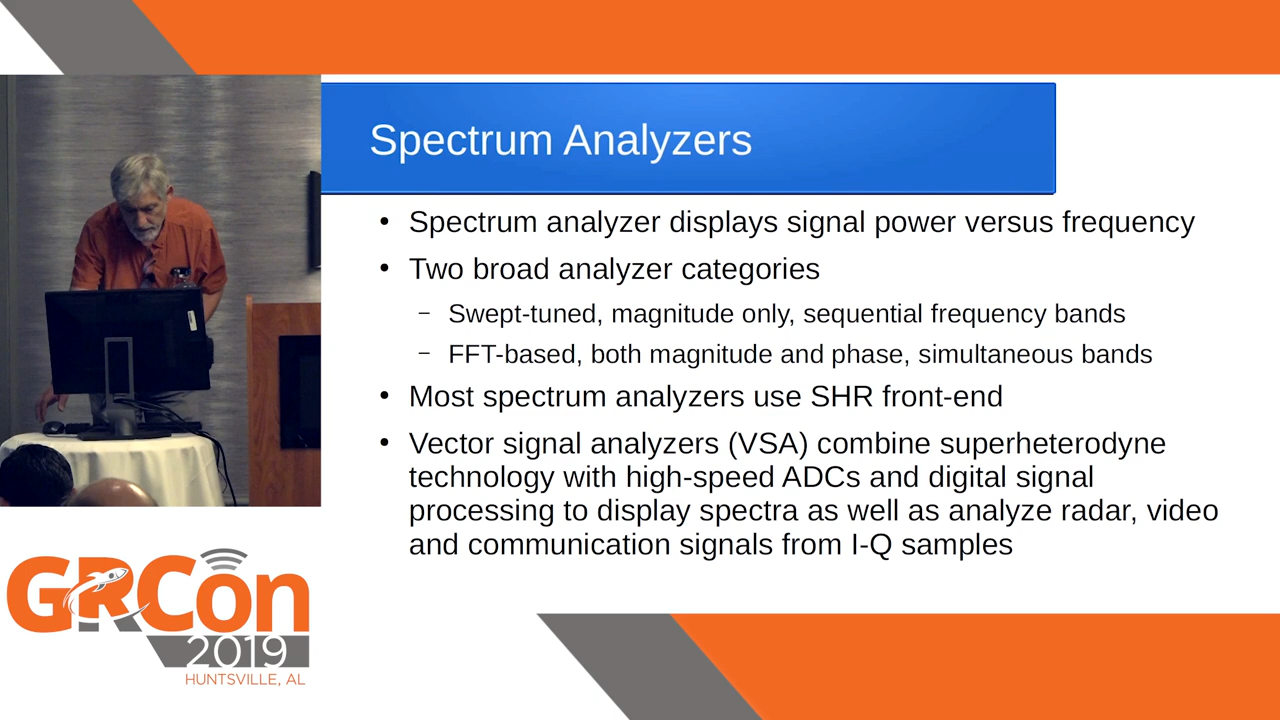 Spectrum Analyzers
• Spectrum analyzer displays signal power versus frequency
• Two broad analyzer categories
– Swept-tuned, magnitude only, sequential frequency bands
– FFT-based, both magnitude and phase, simultaneous bands
• Most spectrum analyzers use SHR front-end
• Vector signal analyzers (VSA) combine superheterodyne
technology with high-speed ADCs and digital signal
processing to display spectra as well as analyze radar, video
and communication signals from I-Q samples
GRCon
2019
HUNTSVILLE, AL